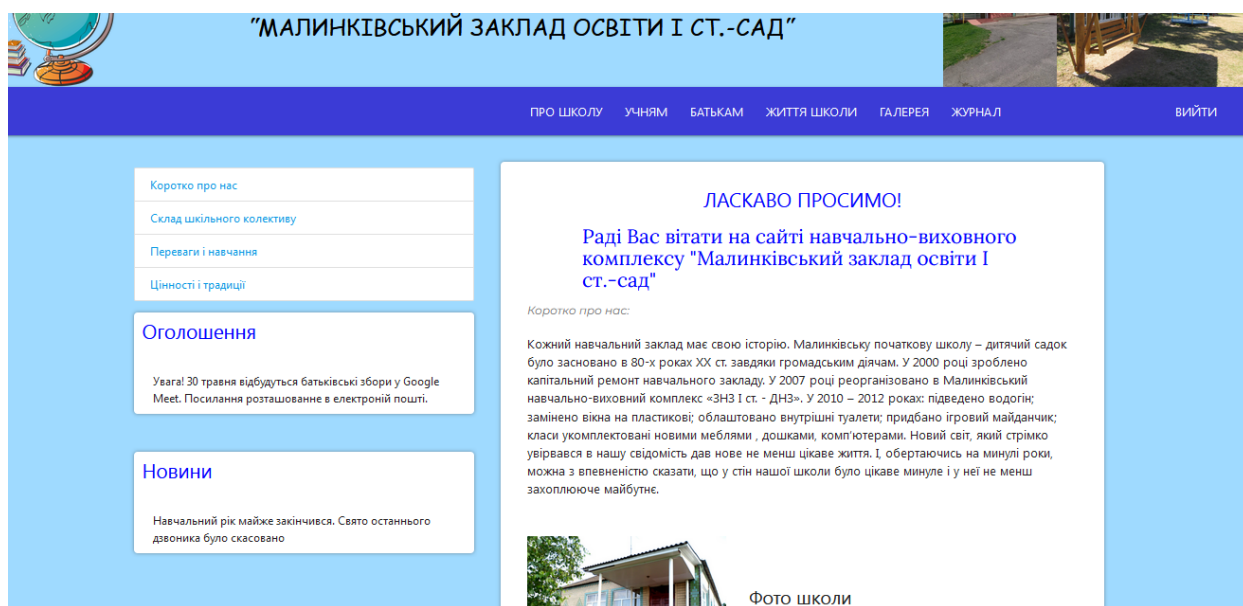 "МАЛИНКІВСЬКИЙ ЗАКЛАД ОСВІТИ І СТ.-САД"
ПРО ШКОЛУ УЧНЯМ БАТЬКАМ ЖИТТЯ ШКОЛИ ГАЛЕРЕЯ ЖУРНАЛ ВИЙТИ
Коротко про нас
Склад шкільного колективу
Переваги і навчання
Цінності і традиції
Оголошення
Увага! 30 травня відбудуться батьківські збори у Google
Meet. Посилання розташованне в електроній пошті.
Новини
Навчальний рік майже закінчився. Свято останнього
дзвоника було скасовано
ЛАСКАВО ПРОСИМО!
Раді Вас вітати на сайті навчально-виховного
комплексу "Малинківський заклад освіти І
ст.-сад"
Коротко про нас:
Кожний навчальний заклад має свою історію. Малинківську початкову школу – дитячий садок
було засновано в 80-х роках ХХ ст. завдяки громадським діячам. У 2000 році зроблено
капітальний ремонт навчального закладу. У 2007 році реорганізовано в Малинківський
навчально-виховний комплекс «ЗНЗ І ст. - ДНЗ». У 2010 – 2012 роках: підведено водогін;
замінено вікна на пластикові; облаштовано внутрішні туалети; придбано ігровий майданчик;
класи укомплектовані новими меблями , дошками, комп'ютерами. Новий світ, який стрімко
увірвався в нашу свідомість дав нове не менш цікаве життя. І, обертаючись на минулі роки,
можна з впевненістю сказати, що у стін нашої школи було цікаве минуле і у неї не менш
захоплююче майбутнє.
Фото школи